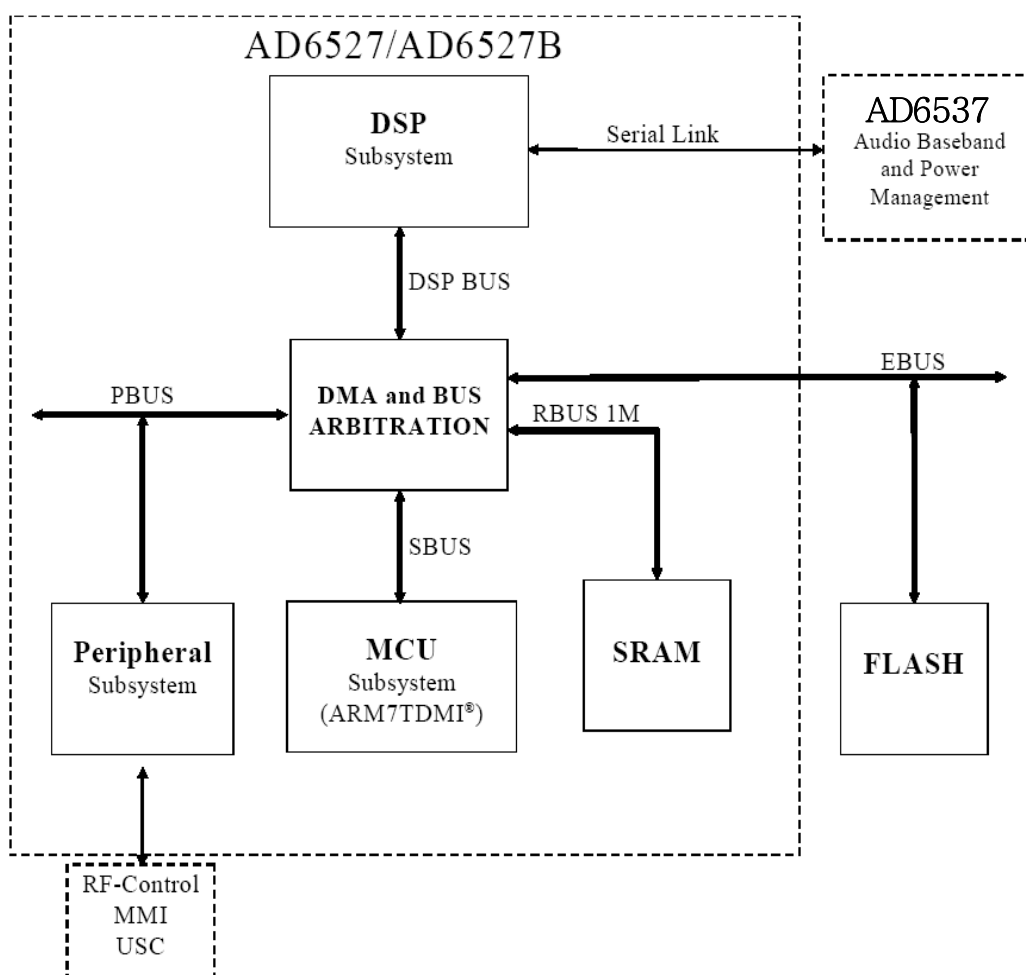 AD6527/AD6527B
DSP
Subsystem
Serial Link
AD6537
Audio Baseband
and Power
Management
DSP BUS
EBUS
PBUS
DMA and BUS
ARBITRATION
RBUS 1M
SBUS
Peripheral
Subsystem
MCU
Subsystem
(ARM7TDMI®)
SRAM
FLASH
RF-Control
MMI
USC